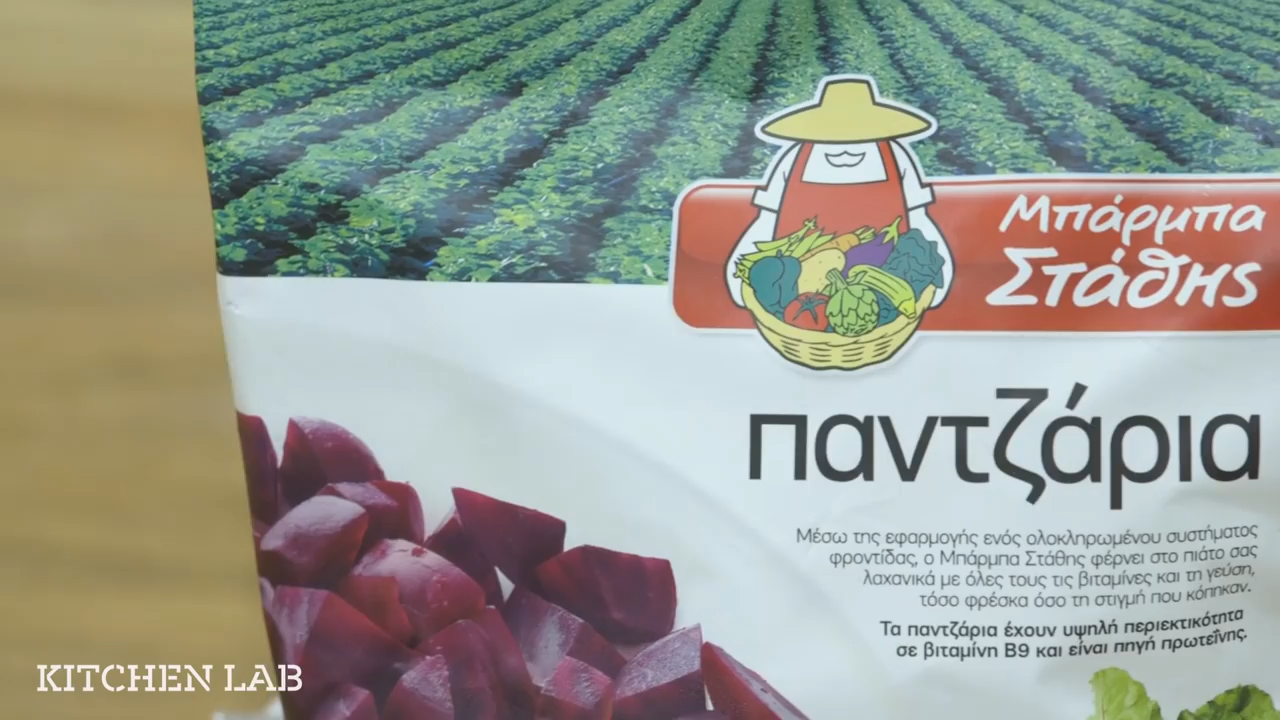 Μπάρμπα
Στάθης
παντζάρια
Μέσω της εφαρμογής ενός ολοκληρωμένου συστήματος
φροντίδας, ο Μπάρμπα Στάθης φέρνει στο πιάτο σας
λαχανικά με όλες τους τις βιταμίνες και τη γεύση,
τόσο φρέσκα όσο τη στιγμή που κόπηκαν.
Τα παντζάρια έχουν υψηλή περιεκτικότητα
σε βιταμίνη Β9 και είναι πηγή πρωτεΐνης.
KITCHEN LAB